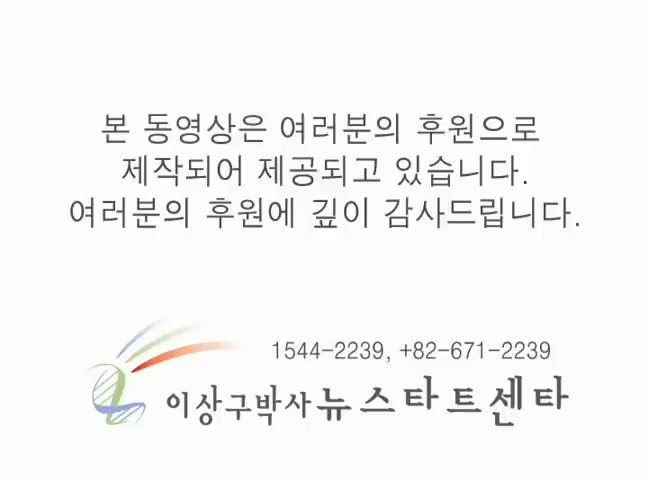 본 동영상은 여러분의 후원으로
제작되어 제공되고 있습니다.
여러분의 후원에 깊이 감사드립니다.
1544-2239, +82-671-2239
이상구박사뉴스타트센타